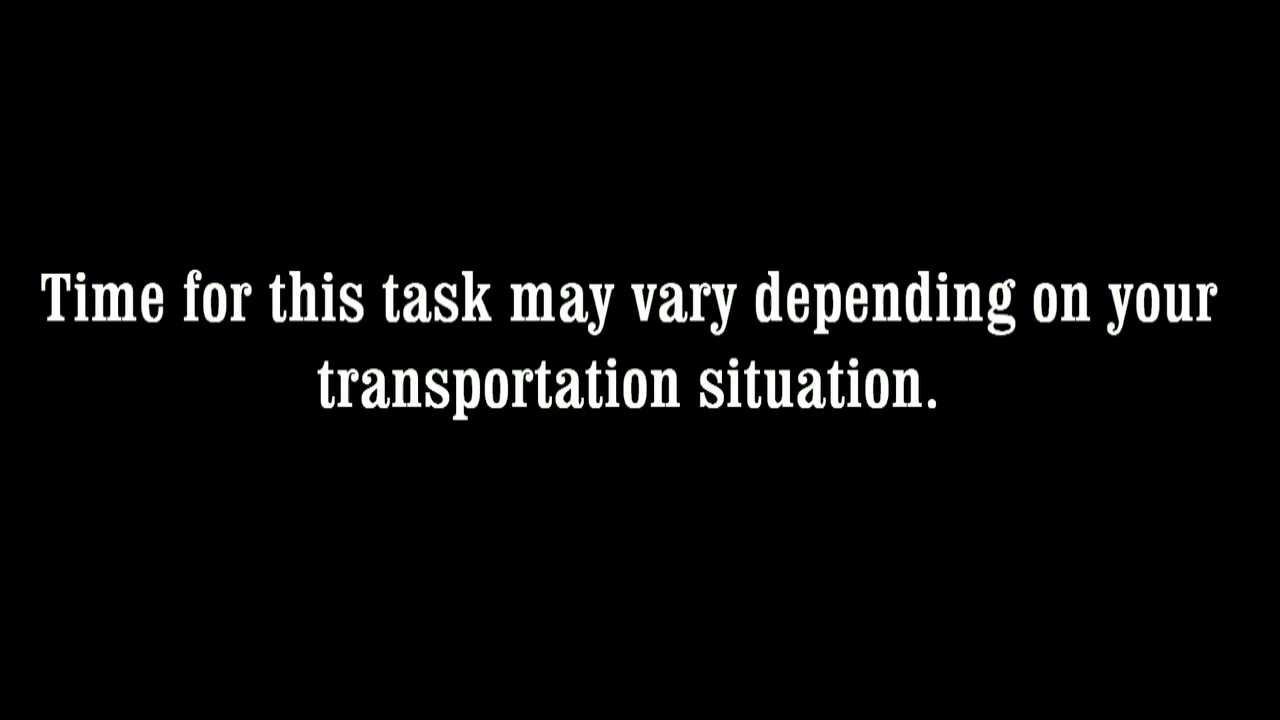 Time for this task may vary depending on your
transportation situation.